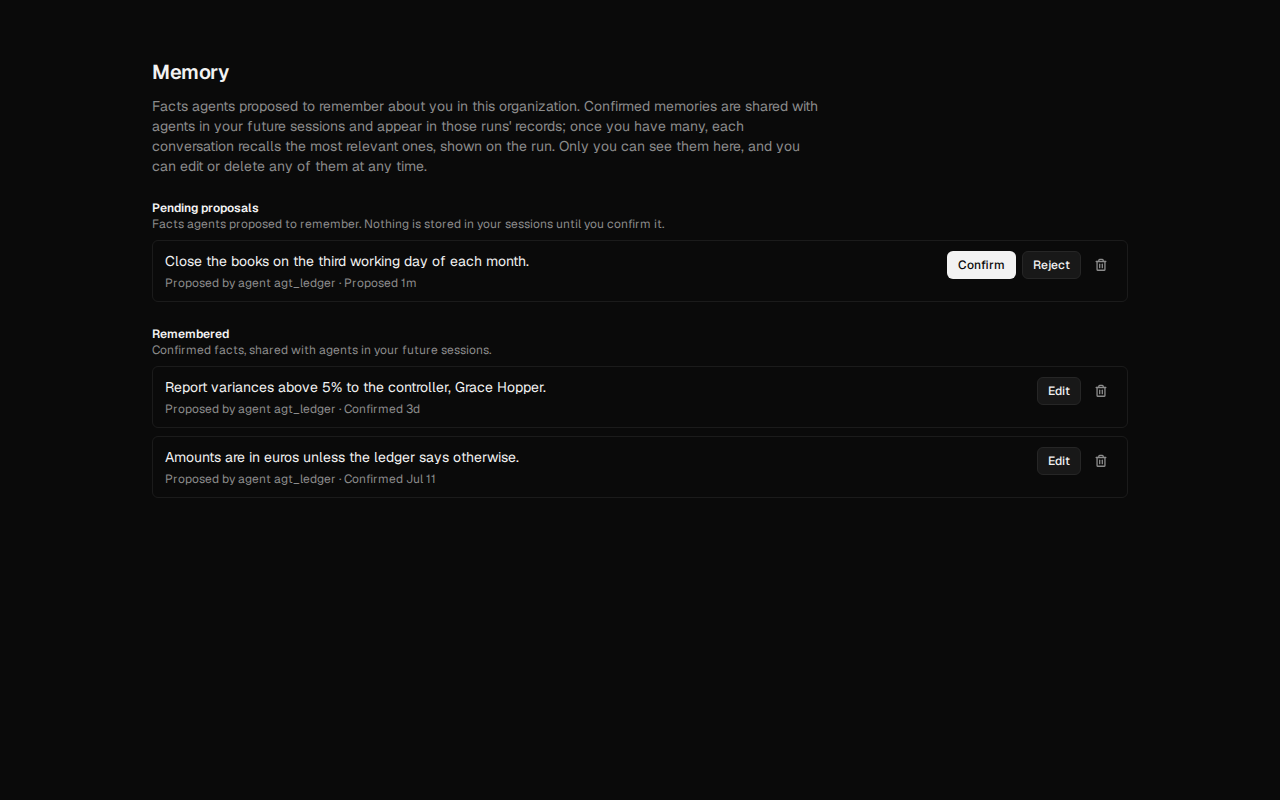 Memory
Facts agents proposed to remember about you in this organization. Confirmed memories are shared with
agents in your future sessions and appear in those runs' records; once you have many, each
conversation recalls the most relevant ones, shown on the run. Only you can see them here, and you
can edit or delete any of them at any time.
Pending proposals
Facts agents proposed to remember. Nothing is stored in your sessions until you confirm it.
Close the books on the third working day of each month.
Confirm
Reject
Proposed by agent agt_ledger · Proposed 1m
Remembered
Confirmed facts, shared with agents in your future sessions.
Report variances above 5% to the controller, Grace Hopper.
Edit
Proposed by agent agt_ledger · Confirmed 3d
Amounts are in euros unless the ledger says otherwise.
Edit
Proposed by agent agt_ledger · Confirmed Jul 11